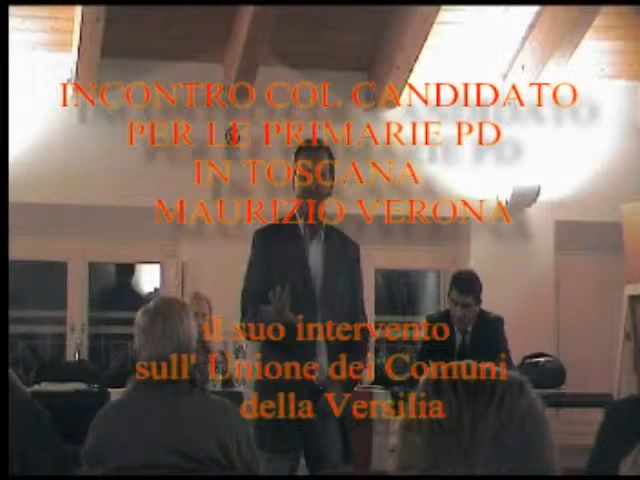 INCONTRO COL CANDIDATO
PER LE PRIMARIE PD
IN TOSCANA
MAURIZIO VERONA
il suo intervento
sull' Unione dei Comuni
della Versilia